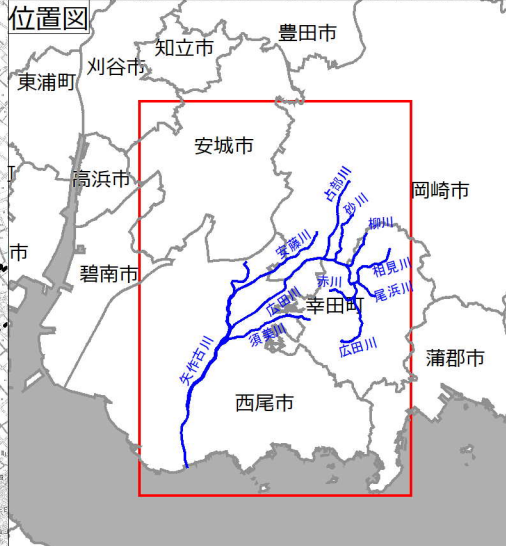 位置図
豊田市
知立市
刈谷市
東浦町
安城市
高浜市
岡崎市
占部川
砂川
柳川
安藤川
相見川
市
碧南市
赤川
尾浜川
広田川
幸田町
須美川
広田川
矢作古川
蒲郡市
西尾市